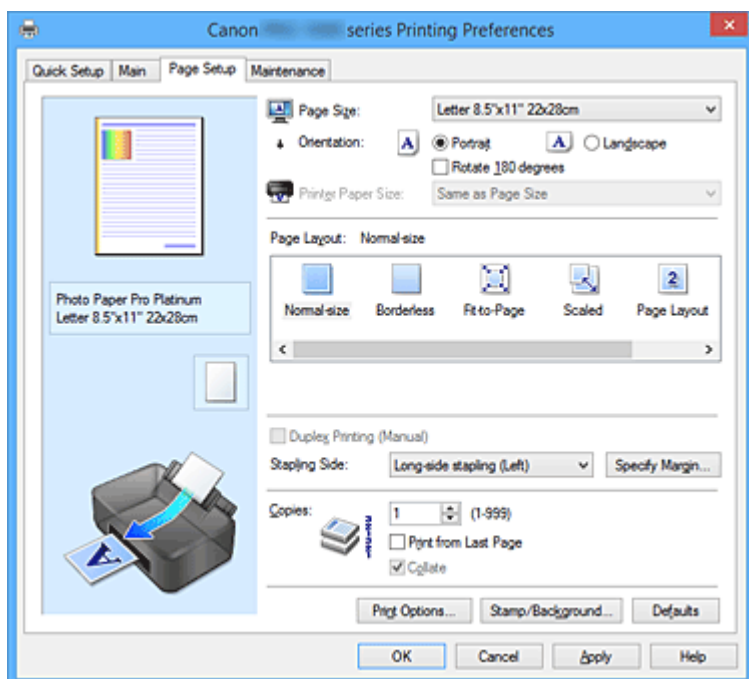 Canon series Printing Preferences
Quick Setup Main Page Setup Maintenance
Page Size: Letter 8.5"x11" 22x28cm
Orientation: A Portrait A Landscape
Rotate 180 degrees
Printer Paper Size: Same as Page Size
Page Layout: Normal-size
2
Normal-size Borderless Fit-to-Page Scaled Page Layout
Photo Paper Pro Platinum
Letter 8.5"x11" 22x28cm
Duplex Printing (Manual)
Stapling Side: Long-side stapling (Left) Specify Margin...
Copies: 1 (1-999)
Print from Last Page
Collate
A
Print Options... Stamp/Background... Defaults
OK Cancel Apply Help